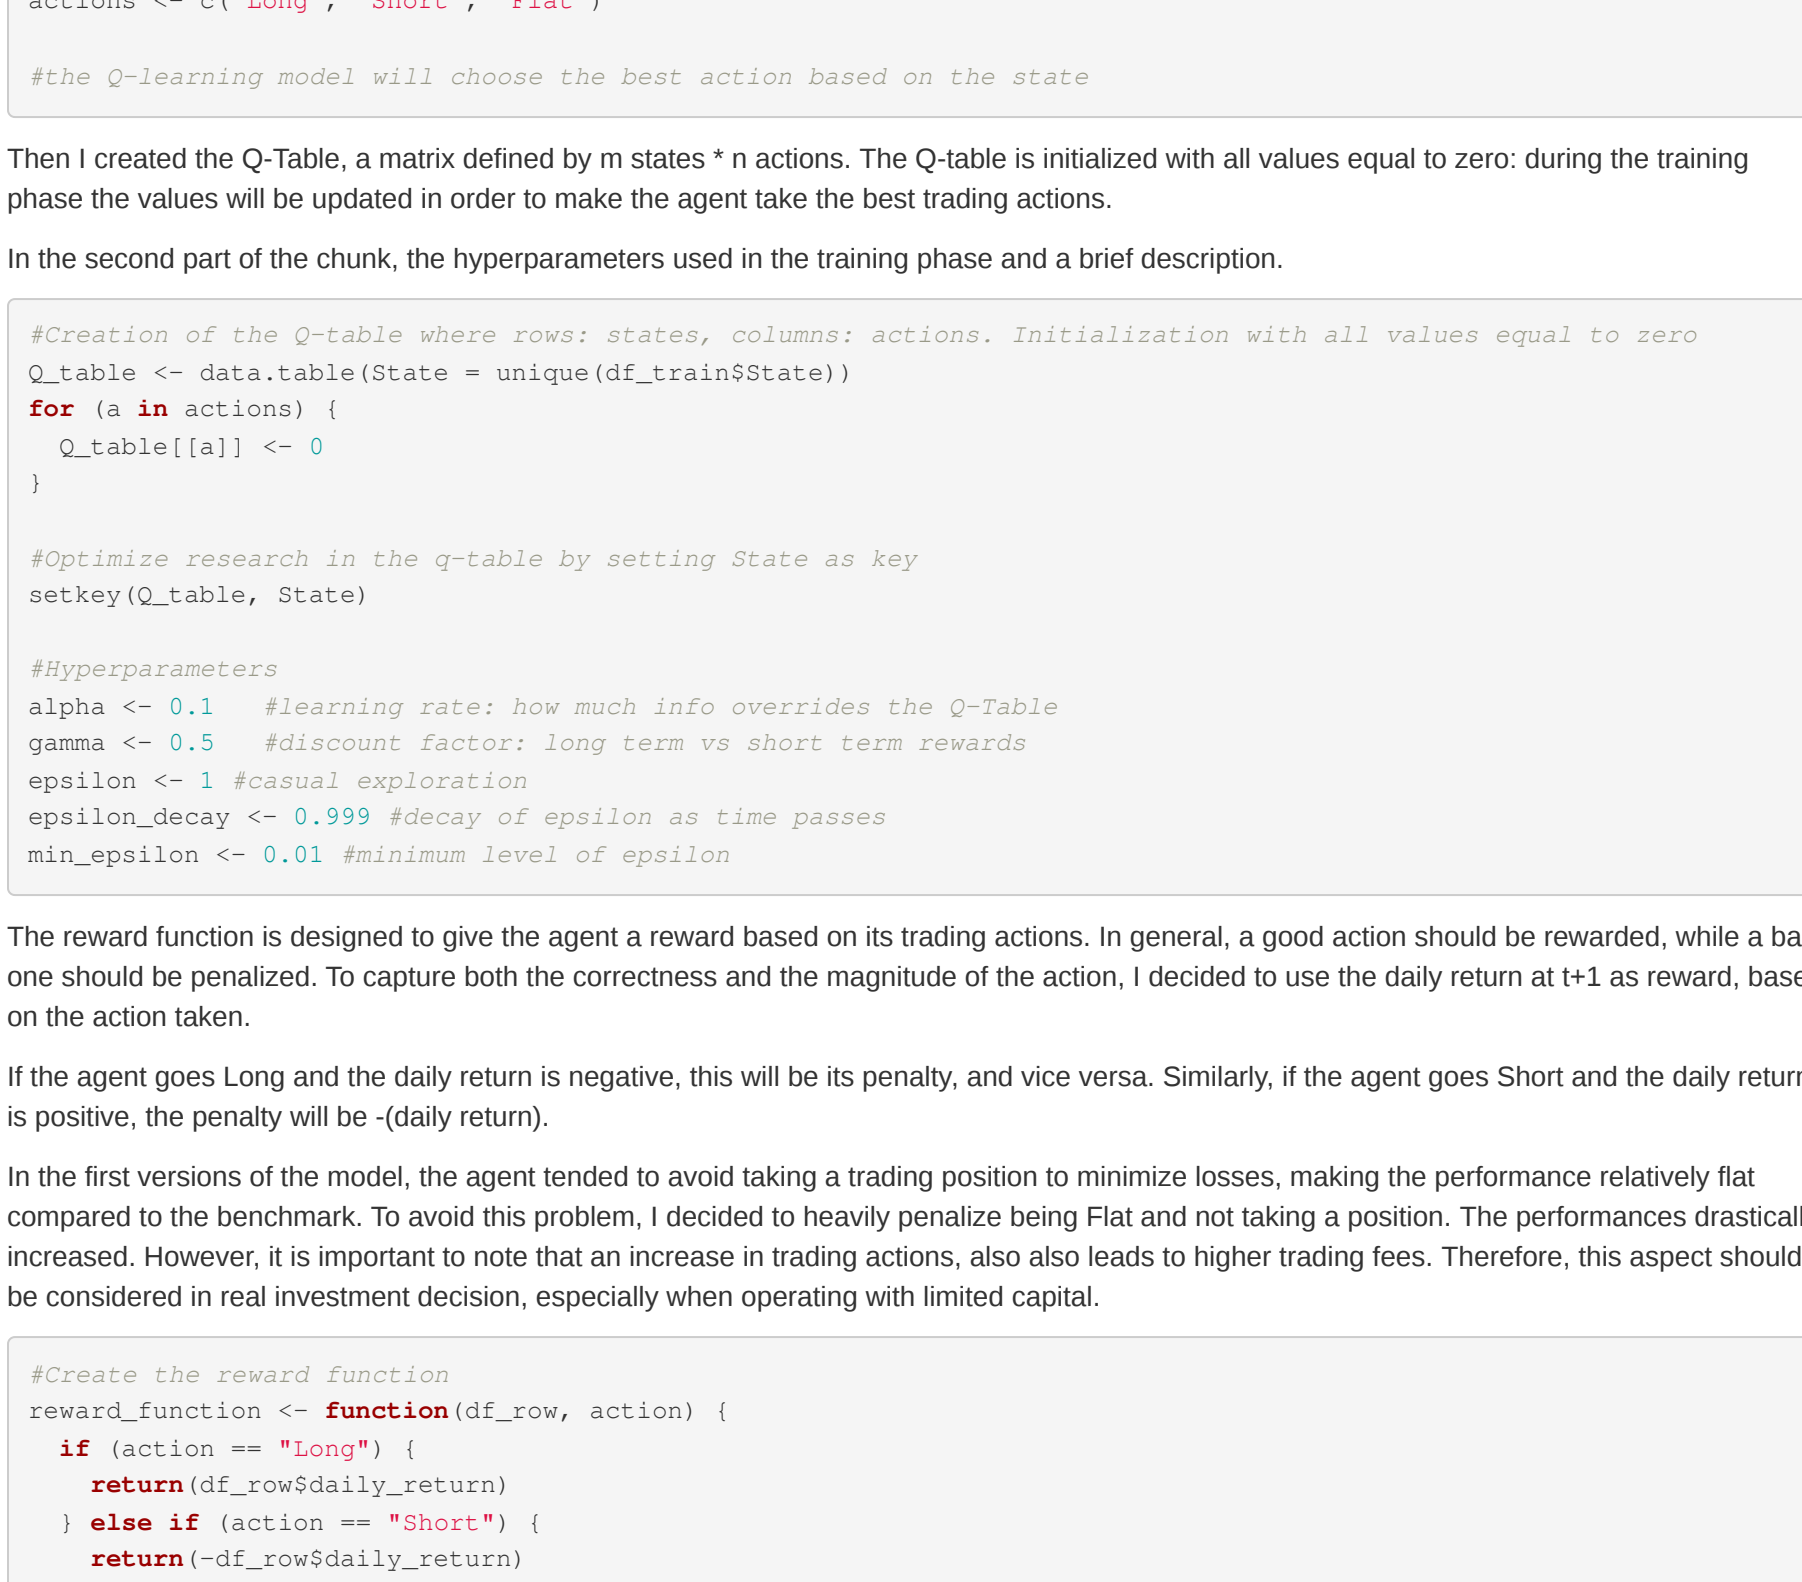 actions <- c("Long", "Short", "Flat")
#the Q-learning model will choose the best action based on the state
Then I created the Q-Table, a matrix defined by m states * n actions. The Q-table is initialized with all values equal to zero: during the training
phase the values will be updated in order to make the agent take the best trading actions.
In the second part of the chunk, the hyperparameters used in the training phase and a brief description.
#Creation of the Q-table where rows: states, columns: actions. Initialization with all values equal to zero
Q_table <- data.table(State = unique(df_train$State))
for (a in actions) {
  Q_table[[a]] <- 0
}
#Optimize research in the q-table by setting State as key
setkey(Q_table, State)
#Hyperparameters
alpha <- 0.1   #learning rate: how much info overrides the Q-Table
gamma <- 0.5   #discount factor: long term vs short term rewards
epsilon <- 1 #casual exploration
epsilon_decay <- 0.999 #decay of epsilon as time passes
min_epsilon <- 0.01 #minimum level of epsilon
The reward function is designed to give the agent a reward based on its trading actions. In general, a good action should be rewarded, while a ba
one should be penalized. To capture both the correctness and the magnitude of the action, I decided to use the daily return at t+1 as reward, base
on the action taken.
If the agent goes Long and the daily return is negative, this will be its penalty, and vice versa. Similarly, if the agent goes Short and the daily return
is positive, the penalty will be -(daily return).
In the first versions of the model, the agent tended to avoid taking a trading position to minimize losses, making the performance relatively flat
compared to the benchmark. To avoid this problem, I decided to heavily penalize being Flat and not taking a position. The performances drasticall
increased. However, it is important to note that an increase in trading actions, also also leads to higher trading fees. Therefore, this aspect should
be considered in real investment decision, especially when operating with limited capital.
#Create the reward function
reward_function <- function(df_row, action) {
  if (action == "Long") {
    return(df_row$daily_return)
  } else if (action == "Short") {
    return(-df_row$daily_return)